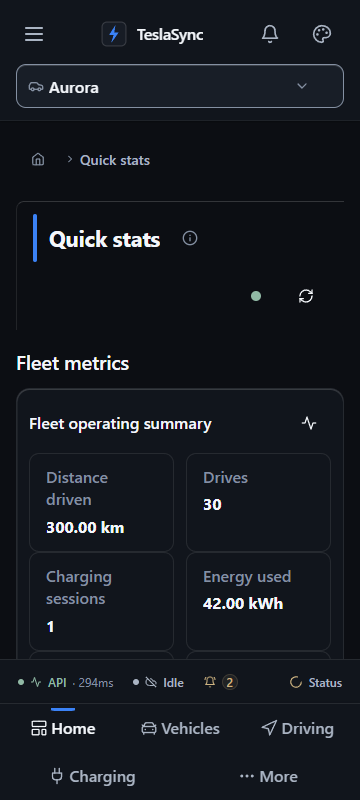 TeslaSync
Aurora
Quick stats
Quick stats
Fleet metrics
Fleet operating summary
Distance driven
300.00 km
Drives
30
Charging sessions
1
Energy used
42.00 kWh
API · 294ms
Idle
2
Status
Home
Vehicles
Driving
Charging
More